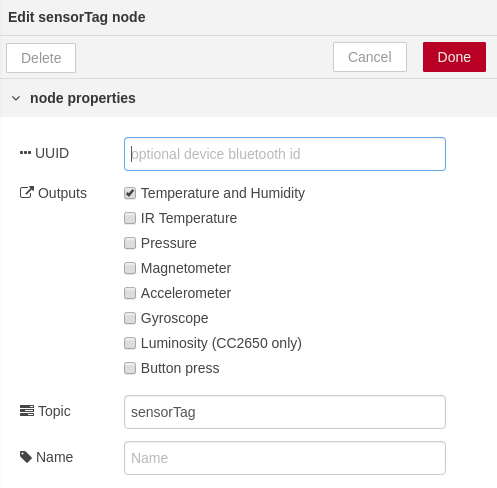 Edit sensorTag node
Delete Cancel Done
node properties
UUID optional device bluetooth id
Outputs Temperature and Humidity
IR Temperature
Pressure
Magnetometer
Accelerometer
Gyroscope
Luminosity (CC2650 only)
Button press
Topic sensorTag
Name Name